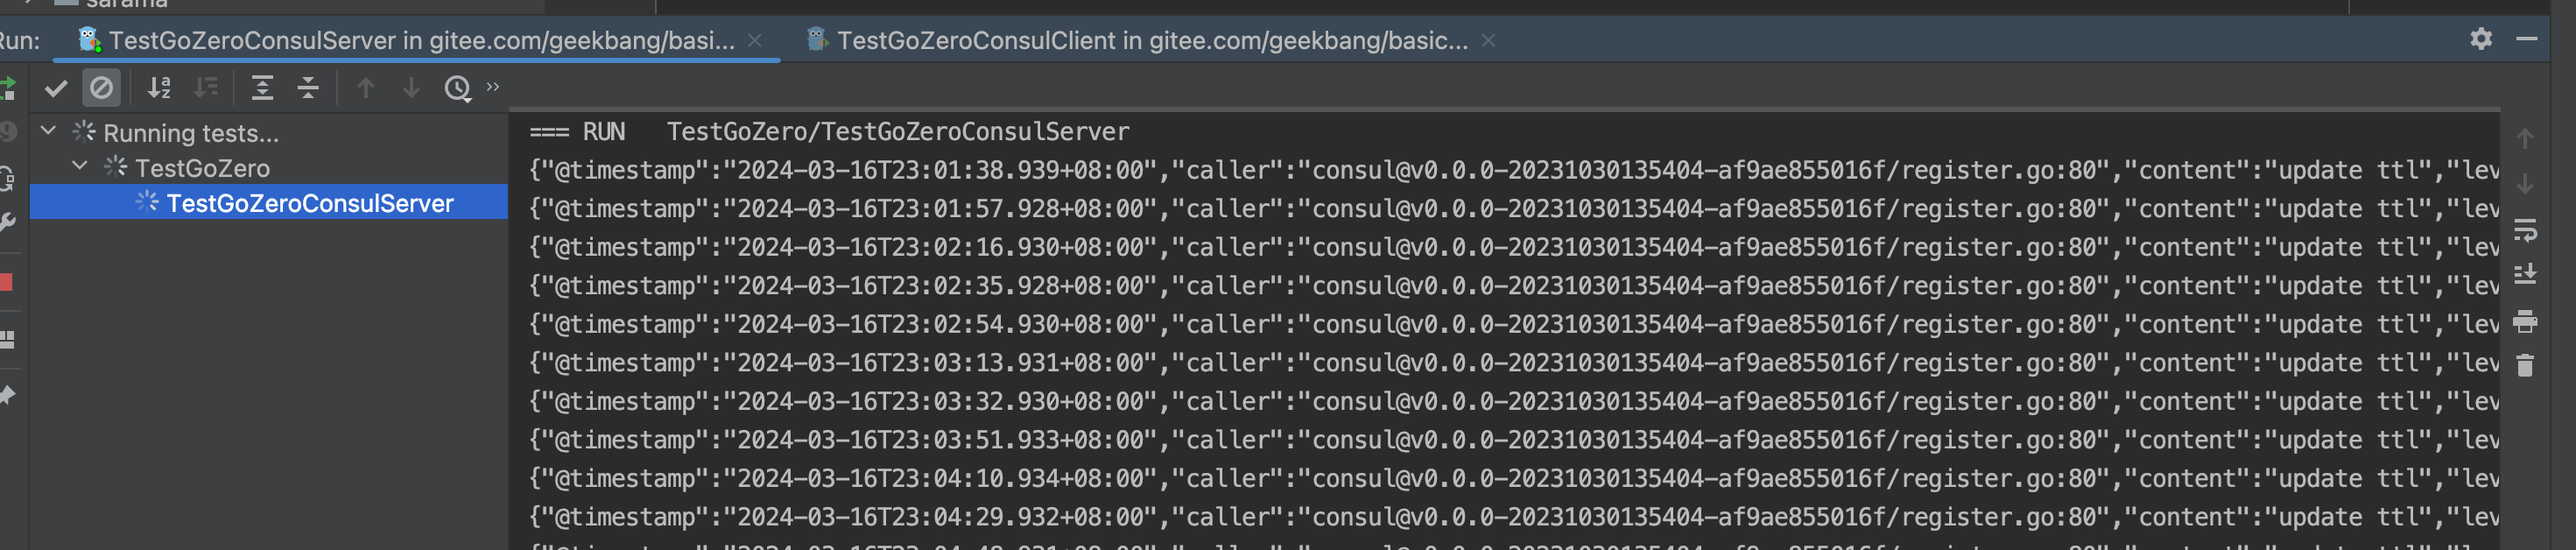 sarama
Run:
TestGoZeroConsulServer in gitee.com/geekbang/basi...
TestGoZeroConsulClient in gitee.com/geekbang/basic...
Running tests...
TestGoZero
TestGoZeroConsulServer
=== RUN   TestGoZero/TestGoZeroConsulServer
{"@timestamp":"2024-03-16T23:01:38.939+08:00","caller":"consul@v0.0.0-20231030135404-af9ae855016f/register.go:80","content":"update ttl","lev
{"@timestamp":"2024-03-16T23:01:57.928+08:00","caller":"consul@v0.0.0-20231030135404-af9ae855016f/register.go:80","content":"update ttl","lev
{"@timestamp":"2024-03-16T23:02:16.930+08:00","caller":"consul@v0.0.0-20231030135404-af9ae855016f/register.go:80","content":"update ttl","lev
{"@timestamp":"2024-03-16T23:02:35.928+08:00","caller":"consul@v0.0.0-20231030135404-af9ae855016f/register.go:80","content":"update ttl","lev
{"@timestamp":"2024-03-16T23:02:54.930+08:00","caller":"consul@v0.0.0-20231030135404-af9ae855016f/register.go:80","content":"update ttl","lev
{"@timestamp":"2024-03-16T23:03:13.931+08:00","caller":"consul@v0.0.0-20231030135404-af9ae855016f/register.go:80","content":"update ttl","lev
{"@timestamp":"2024-03-16T23:03:32.930+08:00","caller":"consul@v0.0.0-20231030135404-af9ae855016f/register.go:80","content":"update ttl","lev
{"@timestamp":"2024-03-16T23:03:51.933+08:00","caller":"consul@v0.0.0-20231030135404-af9ae855016f/register.go:80","content":"update ttl","lev
{"@timestamp":"2024-03-16T23:04:10.934+08:00","caller":"consul@v0.0.0-20231030135404-af9ae855016f/register.go:80","content":"update ttl","lev
{"@timestamp":"2024-03-16T23:04:29.932+08:00","caller":"consul@v0.0.0-20231030135404-af9ae855016f/register.go:80","content":"update ttl","lev